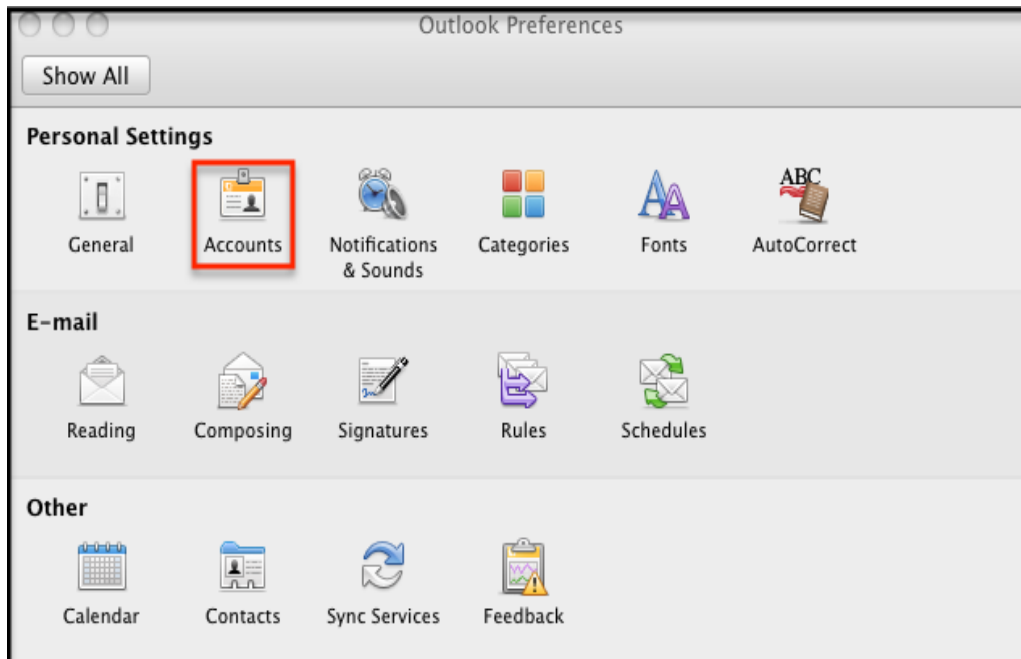 Outlook Preferences
Show All
Personal Settings
General
Accounts
Notifications
& Sounds
Categories
Fonts
ABC
AutoCorrect
E-mail
Reading
Composing
Signatures
Rules
Schedules
Other
Calendar
Contacts
Sync Services
Feedback